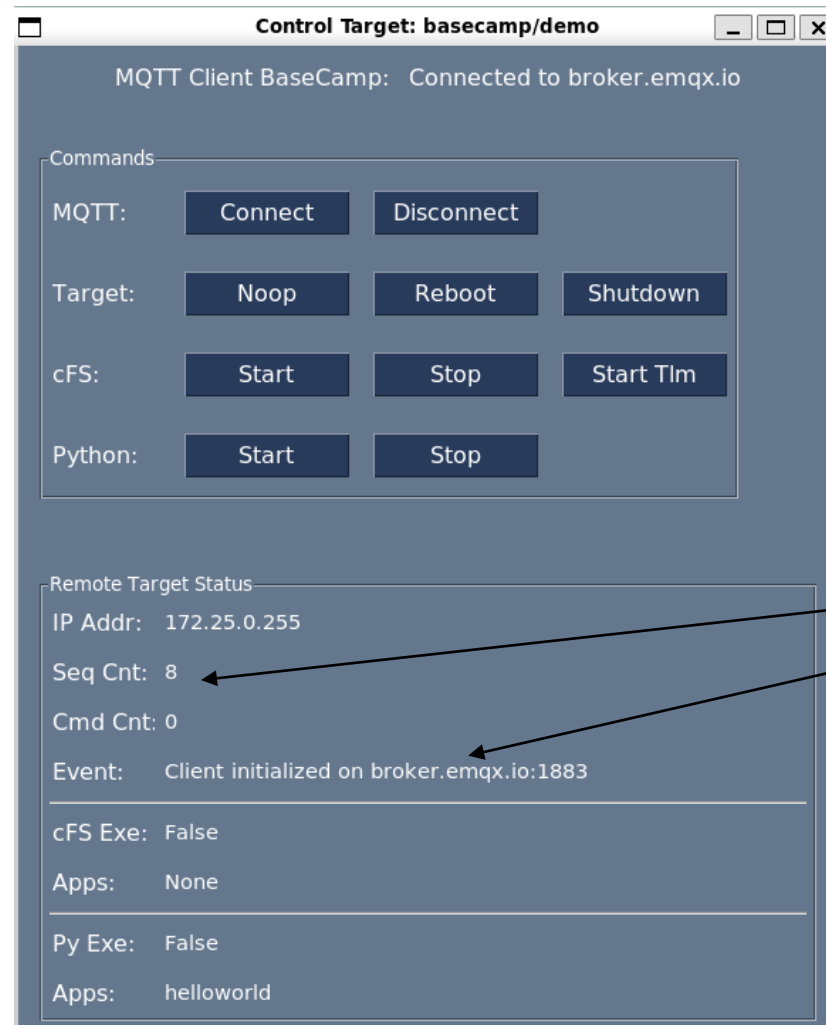 Control Target: basecamp/demo
MQTT Client BaseCamp: Connected to broker.emqx.io
Commands
MQTT: Connect Disconnect
Target: Noop Reboot Shutdown
cFS: Start Stop Start Tlm
Python: Start Stop
Remote Target Status
IP Addr: 172.25.0.255
Seq Cnt: 8
Cmd Cnt: 0
Event: Client initialized on broker.emqx.io:1883
cFS Exe: False
Apps: None
Py Exe: False
Apps: helloworld